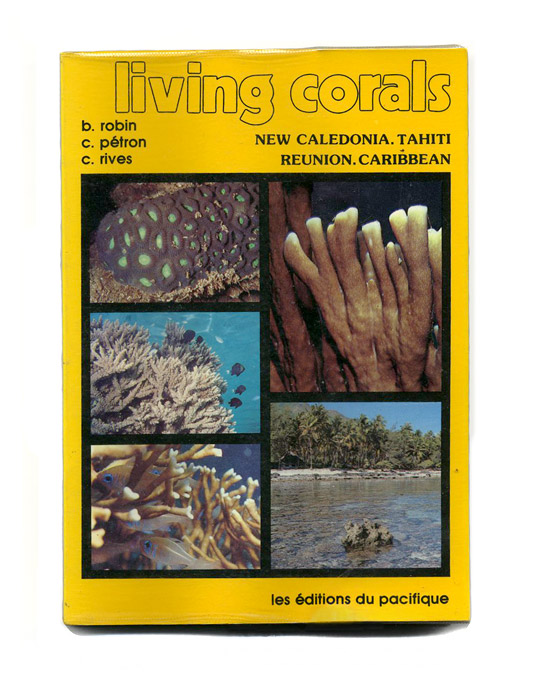 living corals
b. robin
c. pétron
c. rives
NEW CALEDONIA. TAHITI
REUNION. CARIBBEAN
les éditions du pacifique